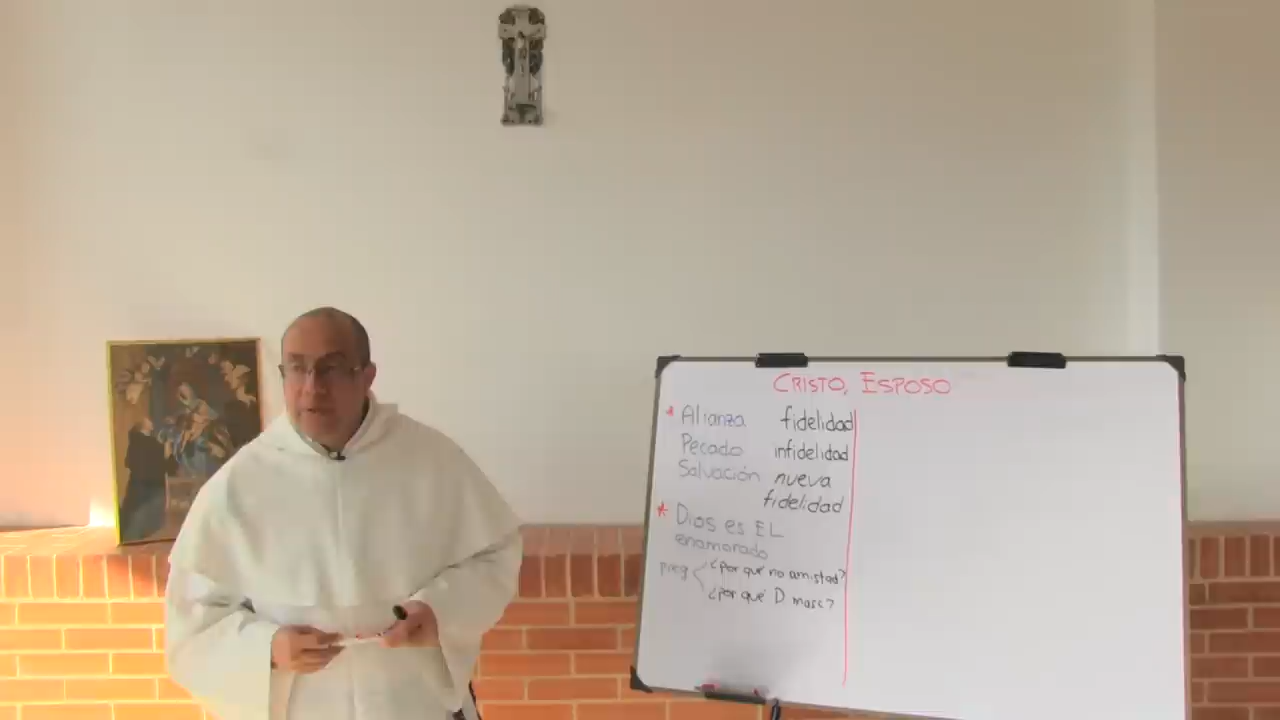 CRISTO, ESPOSO
* Alianza fidelidad
Pecado infidelidad
Salvación nueva
fidelidad
* Dios es EL
enamorado
preg ¿por qué no amistad?
¿por qué D masc?